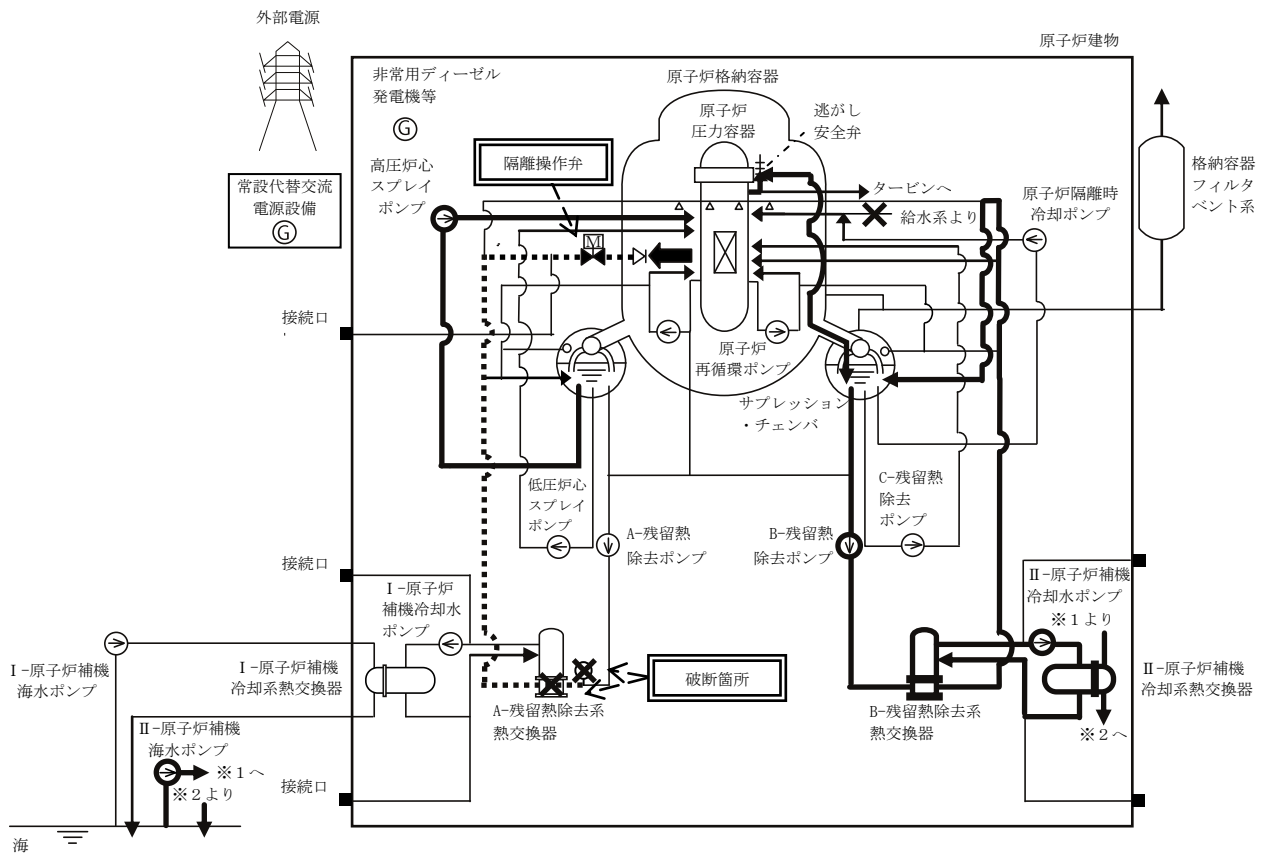 外部電源
原子炉建物
非常用ディーゼル
発電機等
G
原子炉格納容器
原子炉
圧力容器
逃がし
安全弁
隔離操作弁
高圧炉心
スプレイ
ポンプ
常設代替交流
電源設備
G
タービンへ
給水系より
原子炉隔離時
冷却ポンプ
格納容器
フィルタ
ベント系
M
接続口
原子炉
再循環ポンプ
サプレッション
・チェンバ
低圧炉心
スプレイ
ポンプ
A-残留熱
除去ポンプ
B-残留熱
除去ポンプ
C-残留熱
除去
ポンプ
接続口
Ⅰ-原子炉
補機冷却水
ポンプ
Ⅱ-原子炉補機
冷却水ポンプ
※1より
Ⅰ-原子炉補機
海水ポンプ
Ⅰ-原子炉補機
冷却系熱交換器
破断箇所
Ⅱ-原子炉補機
冷却系熱交換器
A-残留熱除去系
熱交換器
B-残留熱除去系
熱交換器
※2へ
Ⅱ-原子炉補機
海水ポンプ
※1へ
※2より
接続口
海